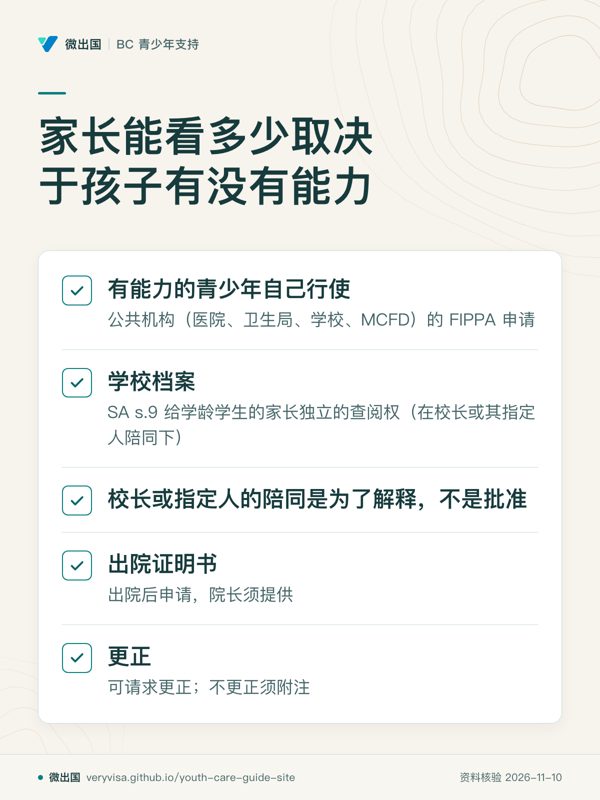 微出国 | BC 青少年支持
家长能看多少取决
于孩子有没有能力
有能力的青少年自己行使
公共机构（医院、卫生局、学校、MCFD）的 FIPPA 申请
学校档案
SA s.9 给学龄学生的家长独立的查阅权（在校长或其指定
人陪同下）
校长或指定人的陪同是为了解释，不是批准
出院证明书
出院后申请，院长须提供
更正
可请求更正；不更正须附注
微出国 veryvisa.github.io/youth-care-guide-site
资料核验 2026-11-10